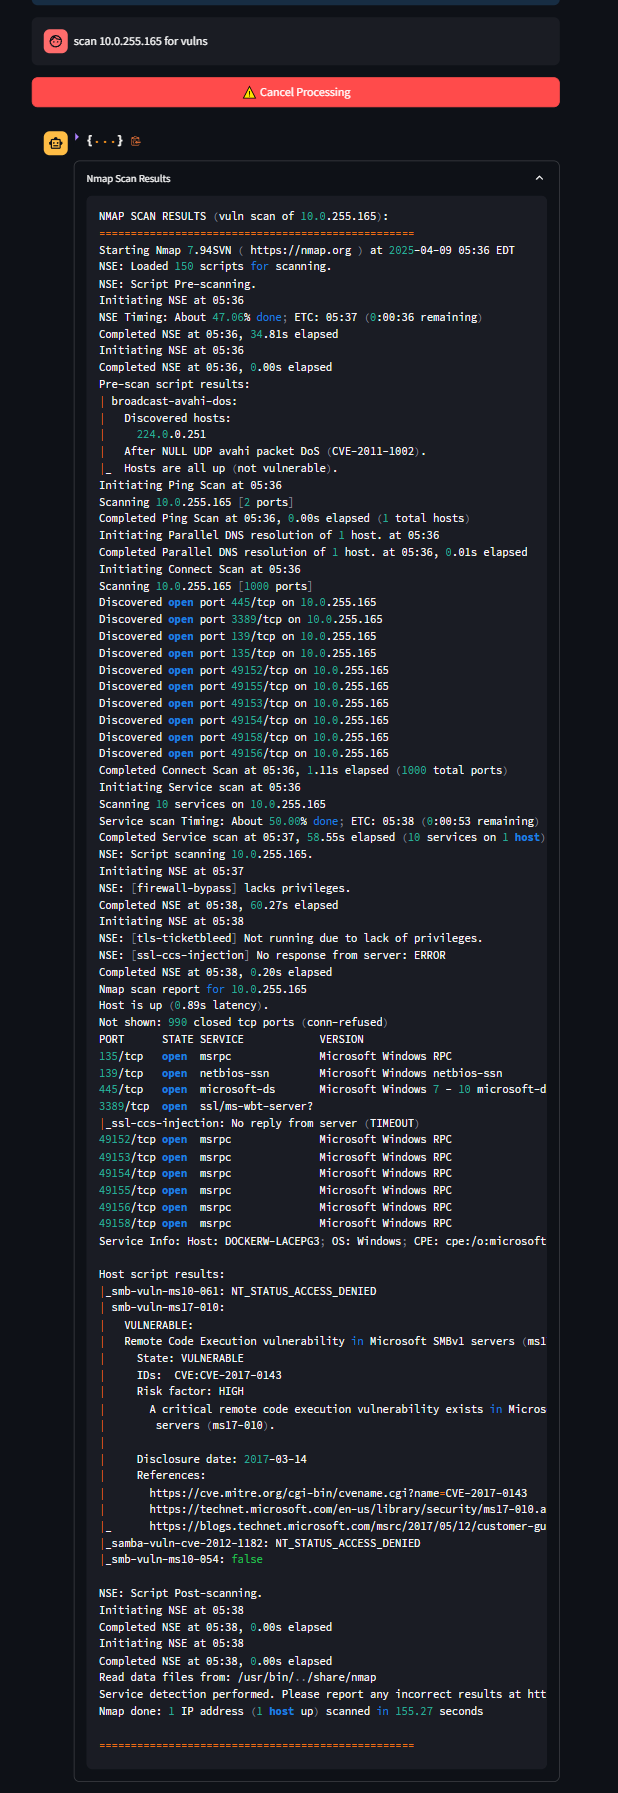 scan 10.0.255.165 for vulns
⚠ Cancel Processing
{...}
Nmap Scan Results
NMAP SCAN RESULTS (vuln scan of 10.0.255.165):
==================================================
Starting Nmap 7.94SVN ( https://nmap.org ) at 2025-04-09 05:36 EDT
NSE: Loaded 150 scripts for scanning.
NSE: Script Pre-scanning.
Initiating NSE at 05:36
NSE Timing: About 47.06% done; ETC: 05:37 (0:00:36 remaining)
Completed NSE at 05:36, 34.81s elapsed
Initiating NSE at 05:36
Completed NSE at 05:36, 0.00s elapsed
Pre-scan script results:
| broadcast-avahi-dos:
|   Discovered hosts:
|     224.0.0.251
|   After NULL UDP avahi packet DoS (CVE-2011-1002).
|_  Hosts are all up (not vulnerable).
Initiating Ping Scan at 05:36
Scanning 10.0.255.165 [2 ports]
Completed Ping Scan at 05:36, 0.00s elapsed (1 total hosts)
Initiating Parallel DNS resolution of 1 host. at 05:36
Completed Parallel DNS resolution of 1 host. at 05:36, 0.01s elapsed
Initiating Connect Scan at 05:36
Scanning 10.0.255.165 [1000 ports]
Discovered open port 445/tcp on 10.0.255.165
Discovered open port 3389/tcp on 10.0.255.165
Discovered open port 139/tcp on 10.0.255.165
Discovered open port 135/tcp on 10.0.255.165
Discovered open port 49152/tcp on 10.0.255.165
Discovered open port 49155/tcp on 10.0.255.165
Discovered open port 49153/tcp on 10.0.255.165
Discovered open port 49154/tcp on 10.0.255.165
Discovered open port 49158/tcp on 10.0.255.165
Discovered open port 49156/tcp on 10.0.255.165
Completed Connect Scan at 05:36, 1.11s elapsed (1000 total ports)
Initiating Service scan at 05:36
Scanning 10 services on 10.0.255.165
Service scan Timing: About 50.00% done; ETC: 05:38 (0:00:53 remaining)
Completed Service scan at 05:37, 58.55s elapsed (10 services on 1 host)
NSE: Script scanning 10.0.255.165.
Initiating NSE at 05:37
NSE: [firewall-bypass] lacks privileges.
Completed NSE at 05:38, 60.27s elapsed
Initiating NSE at 05:38
NSE: [tls-ticketbleed] Not running due to lack of privileges.
NSE: [ssl-ccs-injection] No response from server: ERROR
Completed NSE at 05:38, 0.20s elapsed
Nmap scan report for 10.0.255.165
Host is up (0.89s latency).
Not shown: 990 closed tcp ports (conn-refused)
PORT      STATE SERVICE            VERSION
135/tcp   open  msrpc              Microsoft Windows RPC
139/tcp   open  netbios-ssn        Microsoft Windows netbios-ssn
445/tcp   open  microsoft-ds       Microsoft Windows 7 - 10 microsoft-d
3389/tcp  open  ssl/ms-wbt-server?
|_ssl-ccs-injection: No reply from server (TIMEOUT)
49152/tcp open  msrpc              Microsoft Windows RPC
49153/tcp open  msrpc              Microsoft Windows RPC
49154/tcp open  msrpc              Microsoft Windows RPC
49155/tcp open  msrpc              Microsoft Windows RPC
49156/tcp open  msrpc              Microsoft Windows RPC
49158/tcp open  msrpc              Microsoft Windows RPC
Service Info: Host: DOCKERW-LACEPG3; OS: Windows; CPE: cpe:/o:microsoft
Host script results:
|_smb-vuln-ms10-061: NT_STATUS_ACCESS_DENIED
| smb-vuln-ms17-010:
|   VULNERABLE:
|   Remote Code Execution vulnerability in Microsoft SMBv1 servers (ms1
|     State: VULNERABLE
|     IDs:  CVE:CVE-2017-0143
|     Risk factor: HIGH
|       A critical remote code execution vulnerability exists in Micros
|        servers (ms17-010).
|
|     Disclosure date: 2017-03-14
|     References:
|       https://cve.mitre.org/cgi-bin/cvename.cgi?name=CVE-2017-0143
|       https://technet.microsoft.com/en-us/library/security/ms17-010.a
|_      https://blogs.technet.microsoft.com/msrc/2017/05/12/customer-gu
|_samba-vuln-cve-2012-1182: NT_STATUS_ACCESS_DENIED
|_smb-vuln-ms10-054: false
NSE: Script Post-scanning.
Initiating NSE at 05:38
Completed NSE at 05:38, 0.00s elapsed
Initiating NSE at 05:38
Completed NSE at 05:38, 0.00s elapsed
Read data files from: /usr/bin/../share/nmap
Service detection performed. Please report any incorrect results at htt
Nmap done: 1 IP address (1 host up) scanned in 155.27 seconds
==================================================